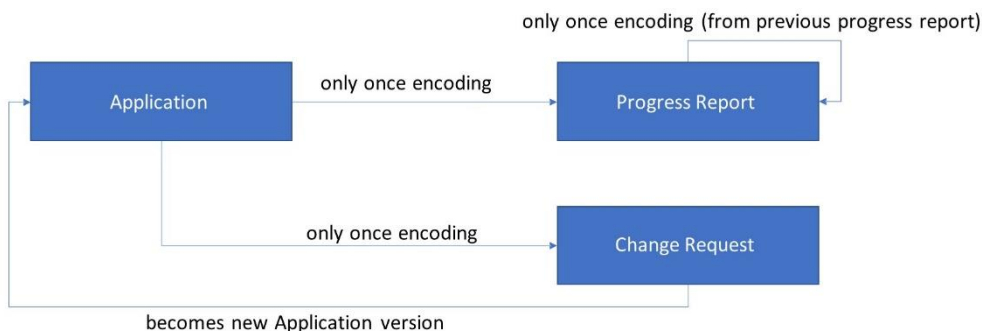 only once encoding (from previous progress report)
only once encoding
Application
Progress Report
only once encoding
Change Request
becomes new Application version